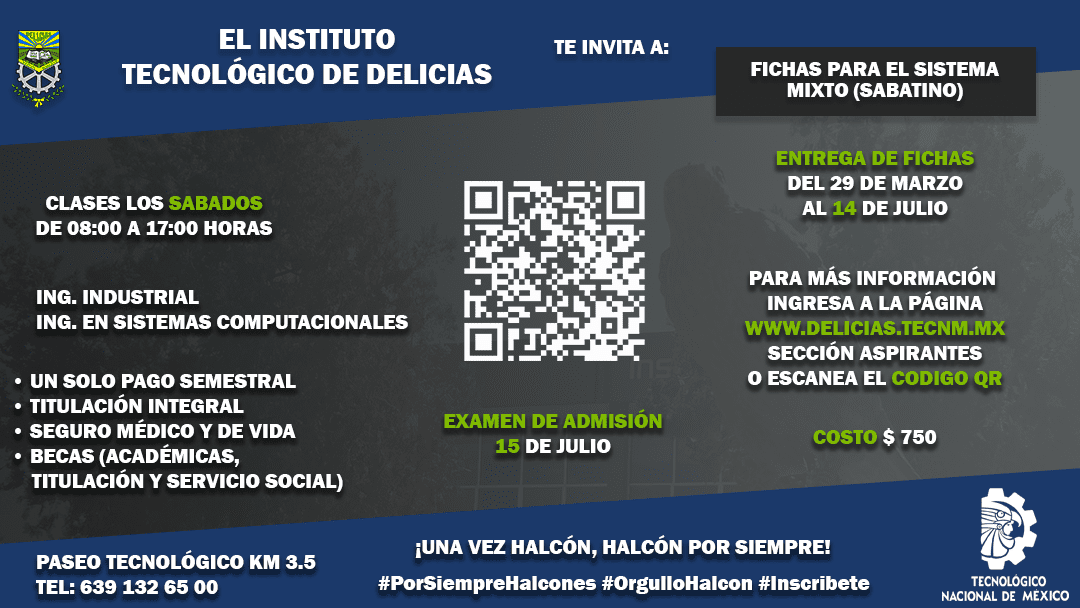 DELICIAS
EL INSTITUTO
TECNOLÓGICO DE DELICIAS
TE INVITA A:
FICHAS PARA EL SISTEMA
MIXTO (SABATINO)
CLASES LOS SABADOS
DE 08:00 A 17:00 HORAS
ING. INDUSTRIAL
ING. EN SISTEMAS COMPUTACIONALES
• UN SOLO PAGO SEMESTRAL
• TITULACIÓN INTEGRAL
• SEGURO MÉDICO Y DE VIDA
• BECAS (ACADÉMICAS,
TITULACIÓN Y SERVICIO SOCIAL)
EXAMEN DE ADMISIÓN
15 DE JULIO
ENTREGA DE FICHAS
DEL 29 DE MARZO
AL 14 DE JULIO
PARA MÁS INFORMACIÓN
INGRESA A LA PÁGINA
WWW.DELICIAS.TECNM.MX
SECCIÓN ASPIRANTES
O ESCANEA EL CODIGO QR
COSTO $ 750
PASEO TECNOLÓGICO KM 3.5
TEL: 639 132 65 00
¡UNA VEZ HALCÓN, HALCÓN POR SIEMPRE!
#PorSiempreHalcones #OrgulloHalcon #Inscribete
TECNOLÓGICO
NACIONAL DE MÉXICO